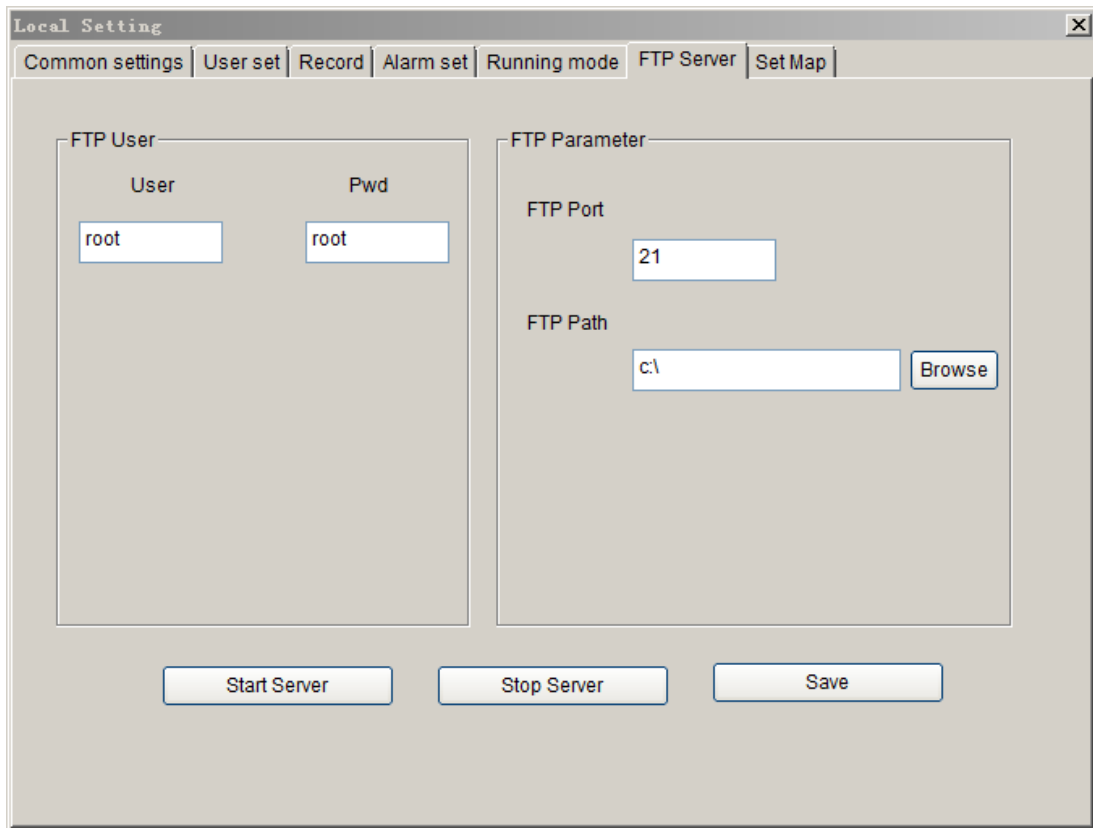 Local Setting
Common settings User set Record Alarm set Running mode FTP Server Set Map
FTP User
User Pwd
root root
FTP Parameter
FTP Port
21
FTP Path
c:\ Browse
Start Server Stop Server Save